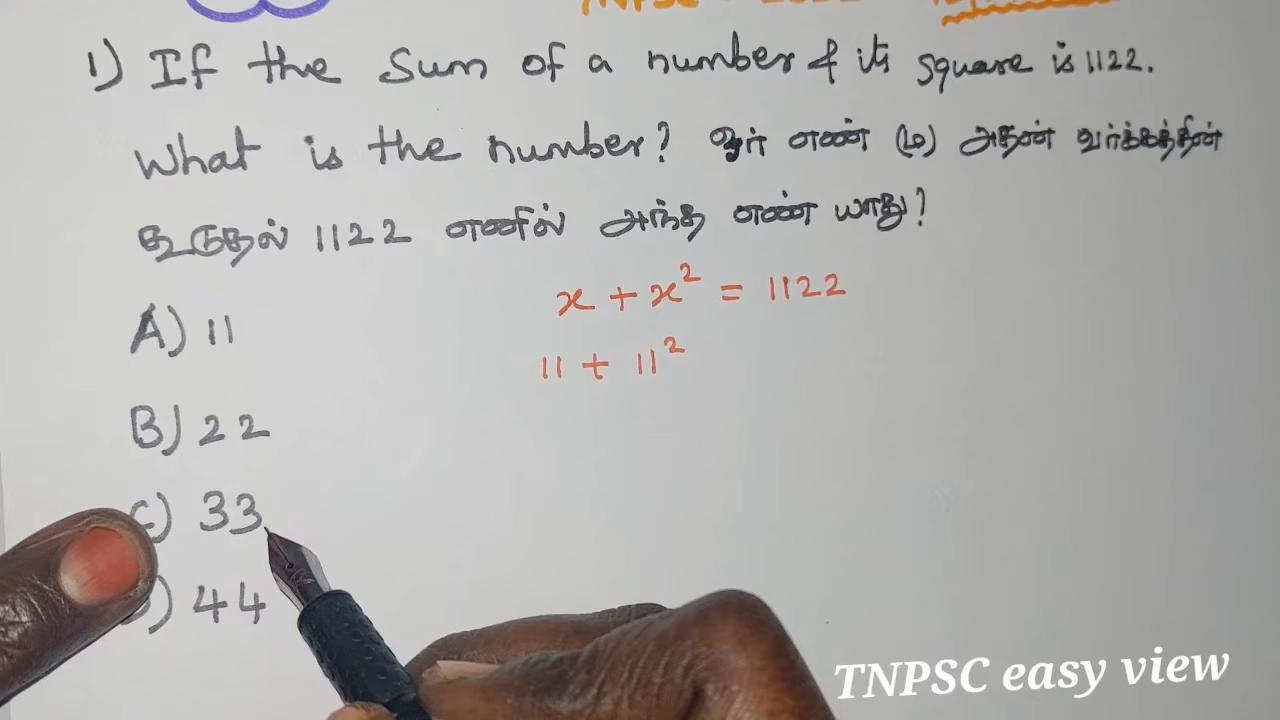 1) If the Sum of a number & its square is 1122.
What is the number? ஓர் எண் (ம) அதன் வர்க்கத்தின்
கூடுதல் 1122 எனில் அந்த எண் யாது?
x + x² = 1122
A) 11
11 + 11²
B) 22
C) 33
D) 44
TNPSC easy view